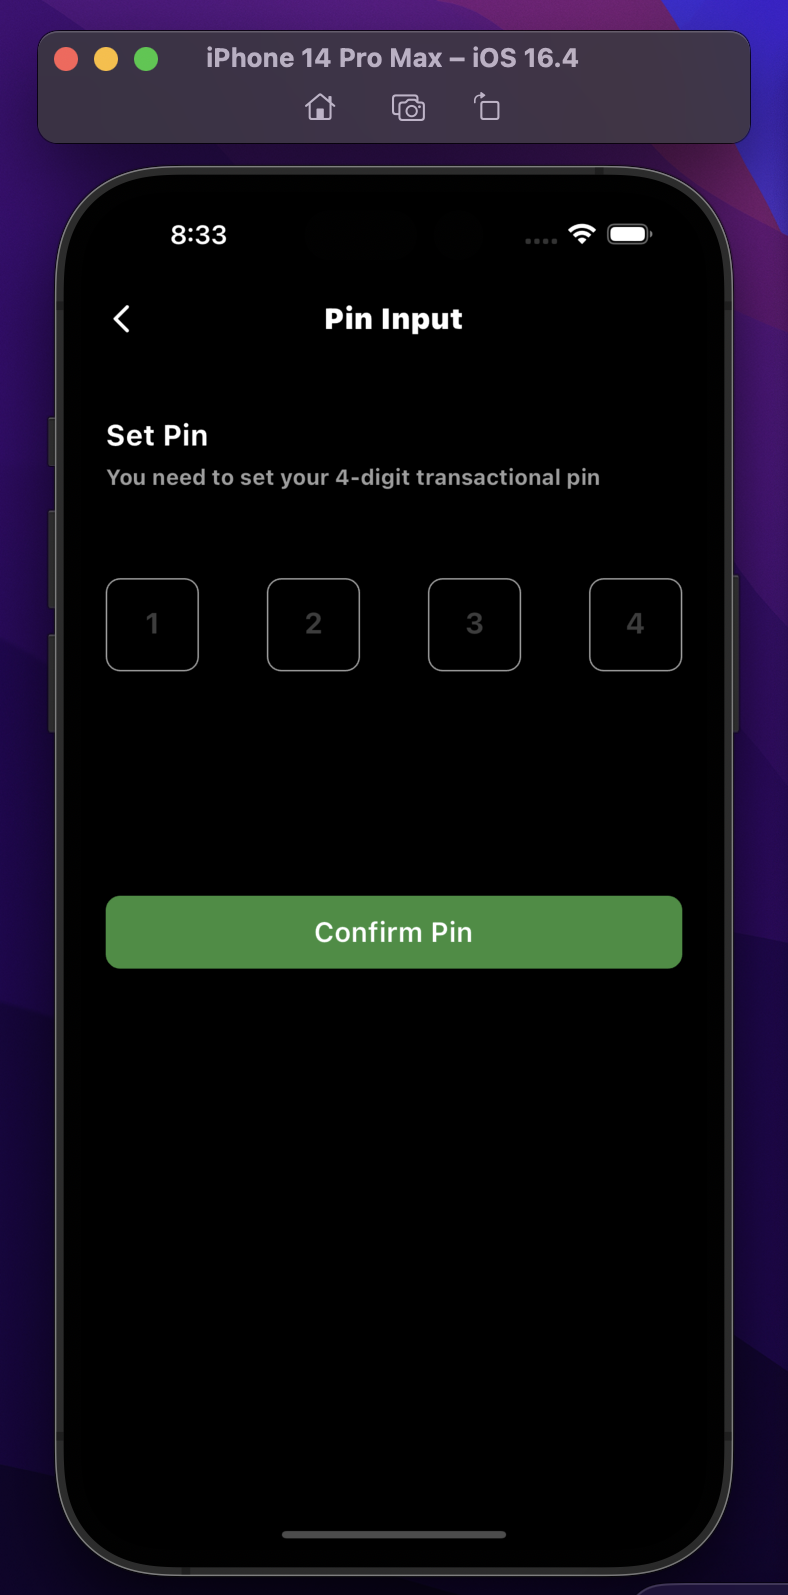 iPhone 14 Pro Max – iOS 16.4
8:33
Pin Input
Set Pin
You need to set your 4-digit transactional pin
1 2 3 4
Confirm Pin